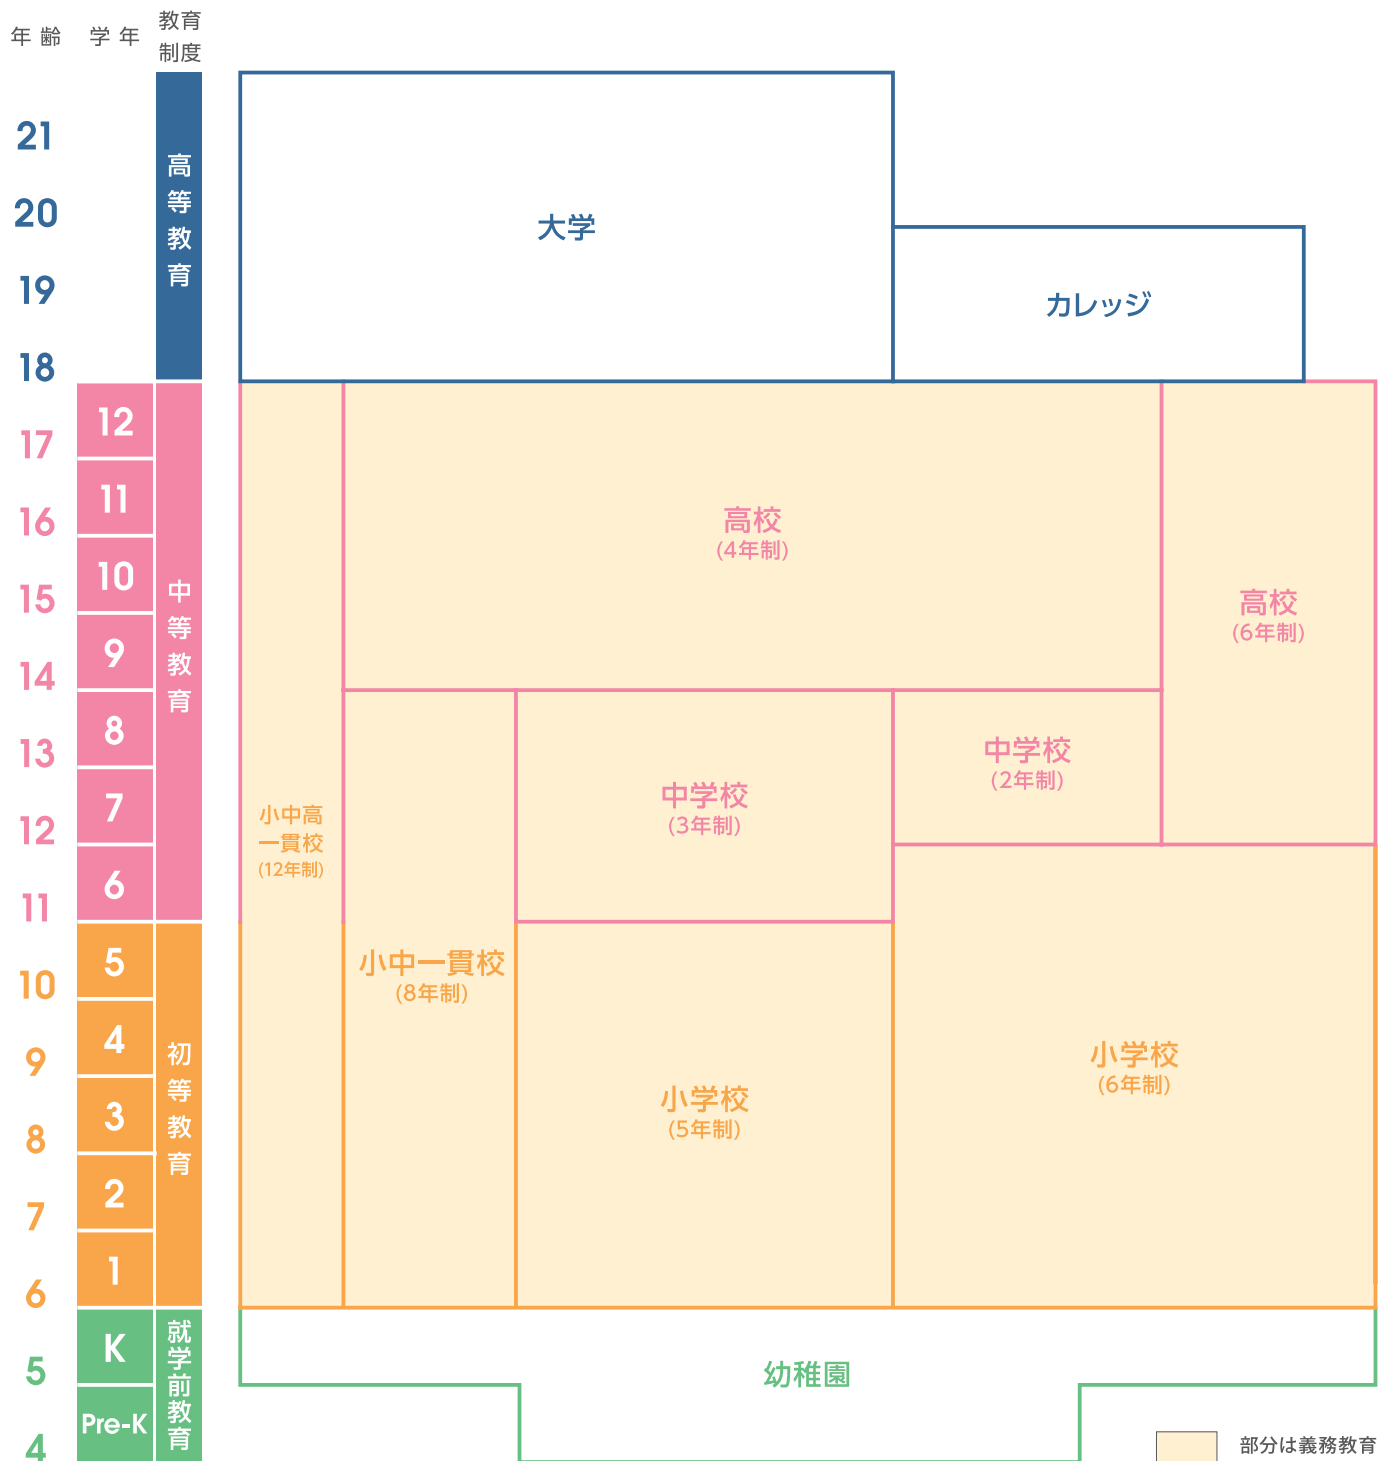 年齢
学年
教育
制度
21
20
19
18
17
16
15
14
13
12
11
10
9
8
7
6
5
4
12
11
10
9
8
7
6
5
4
3
2
1
K
Pre-K
高等教育
中等教育
初等教育
就学前教育
大学
カレッジ
高校
(4年制)
高校
(6年制)
中学校
(3年制)
中学校
(2年制)
小中高
一貫校
(12年制)
小中一貫校
(8年制)
小学校
(5年制)
小学校
(6年制)
幼稚園
部分は義務教育